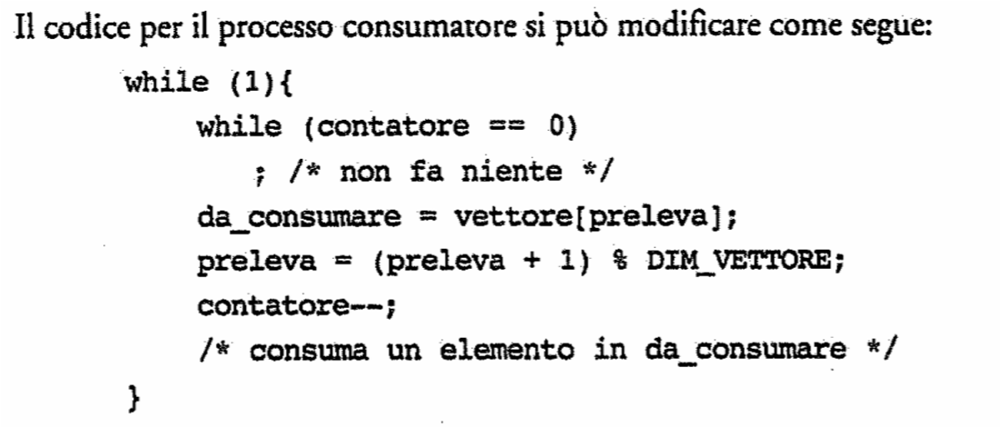 Il codice per il processo consumatore si può modificare come segue:
while (1){
while (contatore == 0)
; /* non fa niente */
da_consumare = vettore[preleva];
preleva = (preleva + 1) % DIM_VETTORE;
contatore--;
/* consuma un elemento in da_consumare */
}